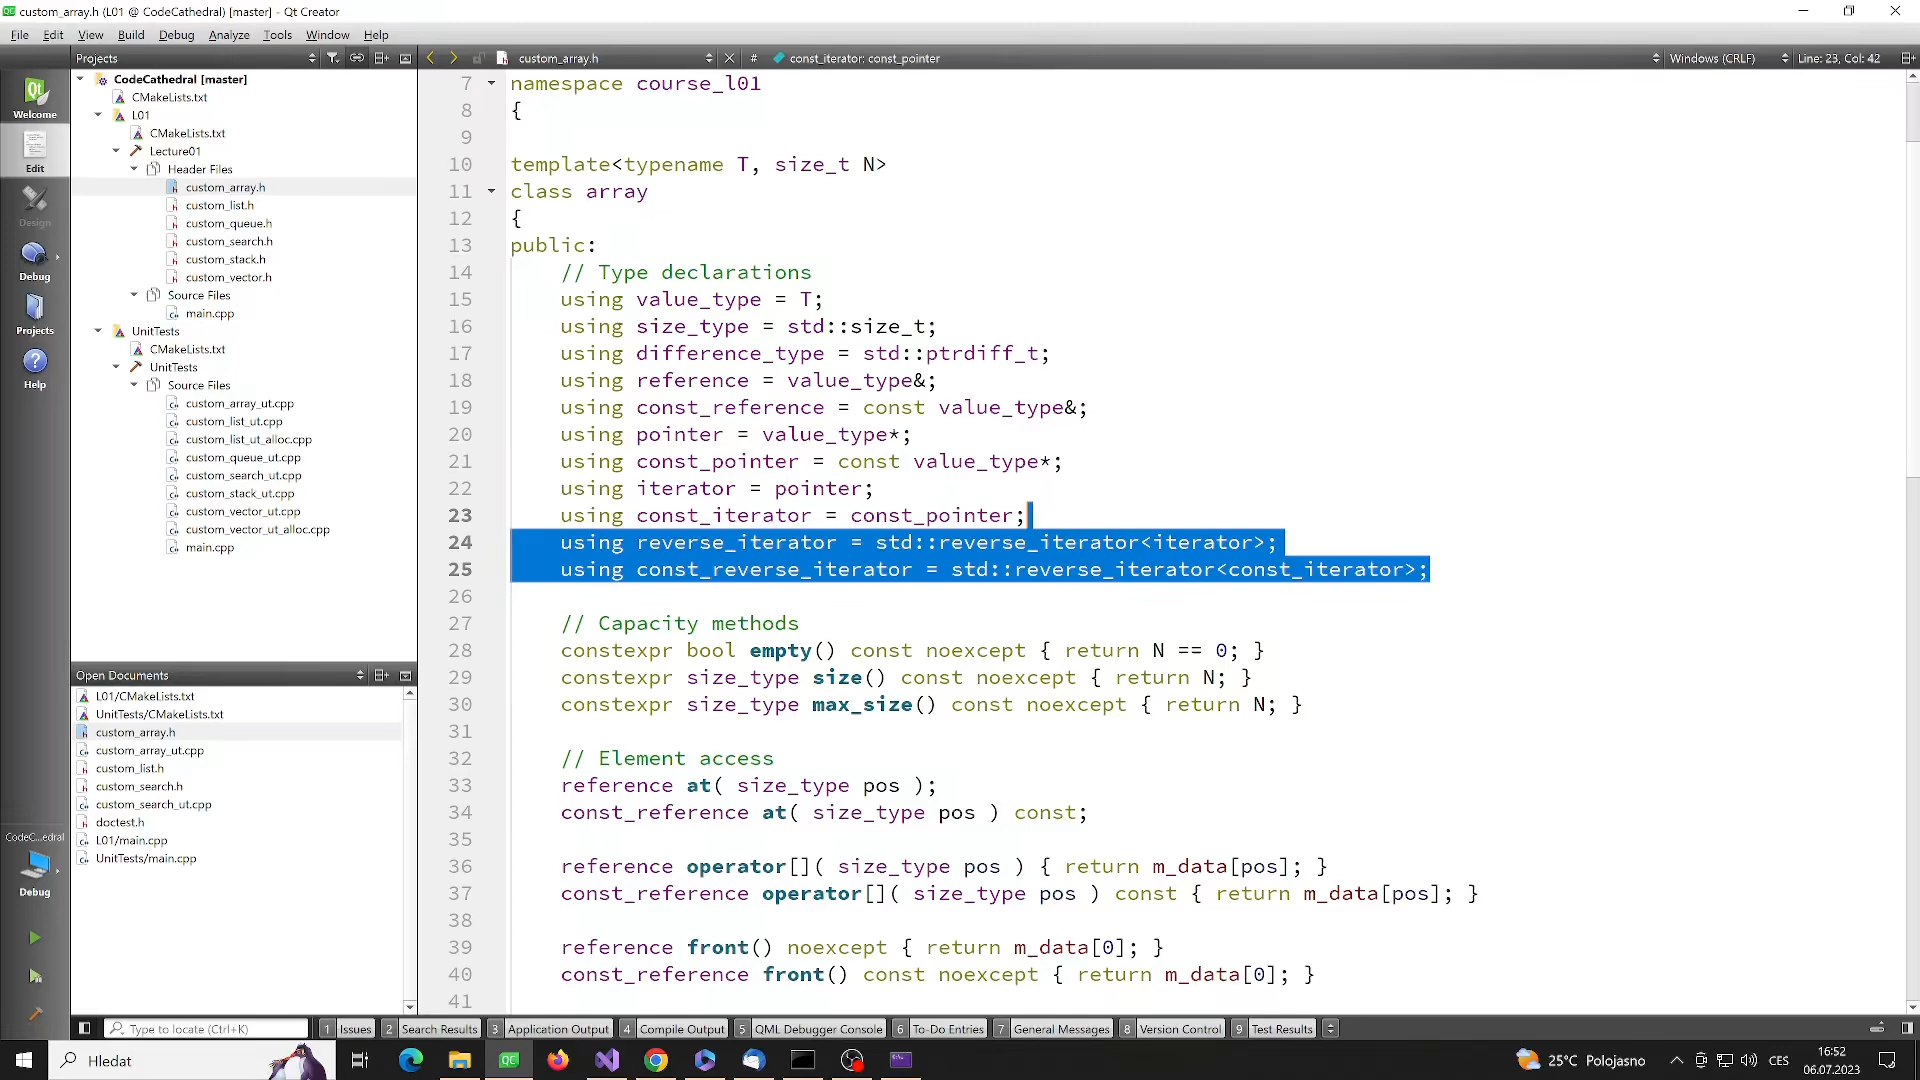 custom_array.h (L01 @ CodeCathedral) [master] - Qt Creator
File Edit View Build Debug Analyze Tools Window Help
Projects
custom_array.h
#
const_iterator: const_pointer
Windows (CRLF)
Line: 23, Col: 42
Welcome
Edit
Design
Debug
Projects
Help
CodeC...edral
Debug
CodeCathedral [master]
CMakeLists.txt
L01
CMakeLists.txt
Lecture01
Header Files
custom_array.h
custom_list.h
custom_queue.h
custom_search.h
custom_stack.h
custom_vector.h
Source Files
main.cpp
UnitTests
CMakeLists.txt
UnitTests
Source Files
custom_array_ut.cpp
custom_list_ut.cpp
custom_list_ut_alloc.cpp
custom_queue_ut.cpp
custom_search_ut.cpp
custom_stack_ut.cpp
custom_vector_ut.cpp
custom_vector_ut_alloc.cpp
main.cpp
Open Documents
L01/CMakeLists.txt
UnitTests/CMakeLists.txt
custom_array.h
custom_array_ut.cpp
custom_list.h
custom_search.h
custom_search_ut.cpp
doctest.h
L01/main.cpp
UnitTests/main.cpp
7 namespace course_l01
8 {
9
10 template<typename T, size_t N>
11 class array
12 {
13 public:
14 // Type declarations
15 using value_type = T;
16 using size_type = std::size_t;
17 using difference_type = std::ptrdiff_t;
18 using reference = value_type&;
19 using const_reference = const value_type&;
20 using pointer = value_type*;
21 using const_pointer = const value_type*;
22 using iterator = pointer;
23 using const_iterator = const_pointer;
24 using reverse_iterator = std::reverse_iterator<iterator>;
25 using const_reverse_iterator = std::reverse_iterator<const_iterator>;
26
27 // Capacity methods
28 constexpr bool empty() const noexcept { return N == 0; }
29 constexpr size_type size() const noexcept { return N; }
30 constexpr size_type max_size() const noexcept { return N; }
31
32 // Element access
33 reference at( size_type pos );
34 const_reference at( size_type pos ) const;
35
36 reference operator[]( size_type pos ) { return m_data[pos]; }
37 const_reference operator[]( size_type pos ) const { return m_data[pos]; }
38
39 reference front() noexcept { return m_data[0]; }
40 const_reference front() const noexcept { return m_data[0]; }
41
Type to locate (Ctrl+K)
1 Issues 2 Search Results 3 Application Output 4 Compile Output 5 QML Debugger Console 6 To-Do Entries 7 General Messages 8 Version Control 9 Test Results
Hledat
25°C Polojasno
CES
16:52
06.07.2023